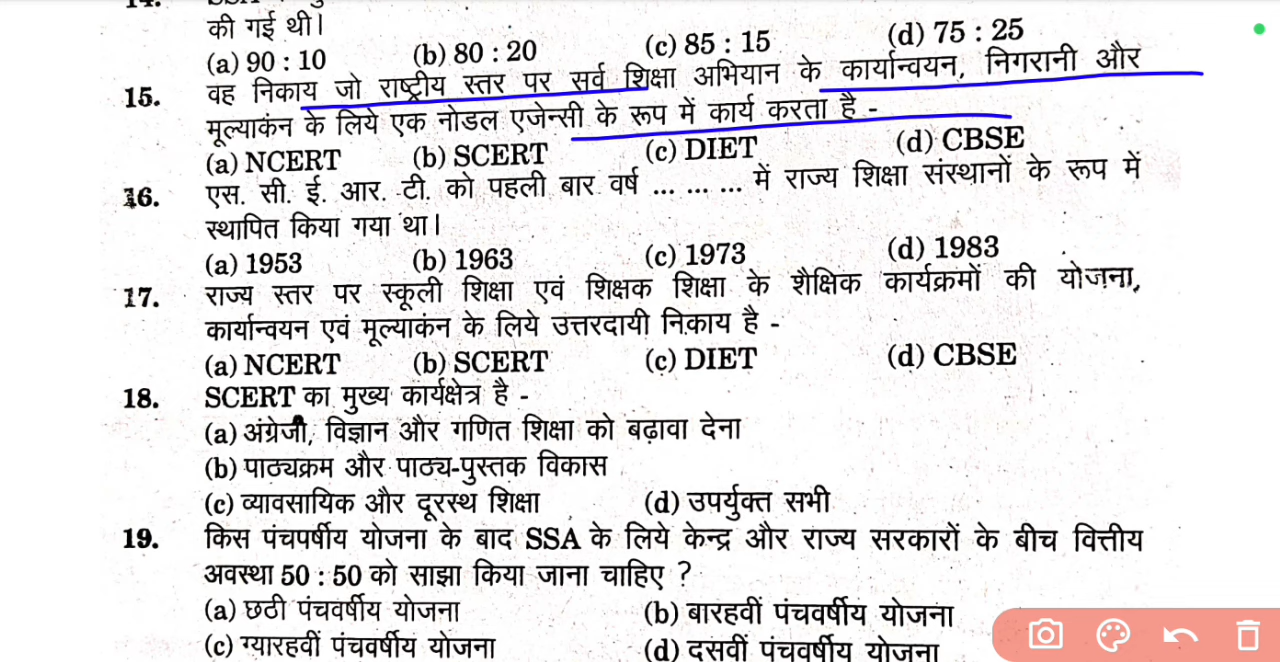 की गई थी।
(a) 90 : 10 (b) 80 : 20 (c) 85 : 15 (d) 75 : 25
15. वह निकाय जो राष्ट्रीय स्तर पर सर्व शिक्षा अभियान के कार्यान्वयन, निगरानी और
मूल्याकंन के लिये एक नोडल एजेन्सी के रूप में कार्य करता है -
(a) NCERT (b) SCERT (c) DIET (d) CBSE
16. एस. सी. ई. आर. टी. को पहली बार वर्ष ... ... ... में राज्य शिक्षा संस्थानों के रूप में
स्थापित किया गया था।
(a) 1953 (b) 1963 (c) 1973 (d) 1983
17. राज्य स्तर पर स्कूली शिक्षा एवं शिक्षक शिक्षा के शैक्षिक कार्यक्रमों की योजना,
कार्यान्वयन एवं मूल्याकंन के लिये उत्तरदायी निकाय है -
(a) NCERT (b) SCERT (c) DIET (d) CBSE
18. SCERT का मुख्य कार्यक्षेत्र है -
(a) अंग्रेजी, विज्ञान और गणित शिक्षा को बढ़ावा देना
(b) पाठ्यक्रम और पाठ्य-पुस्तक विकास
(c) व्यावसायिक और दूरस्थ शिक्षा (d) उपर्युक्त सभी
19. किस पंचपर्षीय योजना के बाद SSA के लिये केन्द्र और राज्य सरकारों के बीच वित्तीय
अवस्था 50 : 50 को साझा किया जाना चाहिए ?
(a) छठी पंचवर्षीय योजना (b) बारहवीं पंचवर्षीय योजना
(c) ग्यारहवीं पंचवर्षीय योजना (d) दसवीं पंचवर्षीय योजना